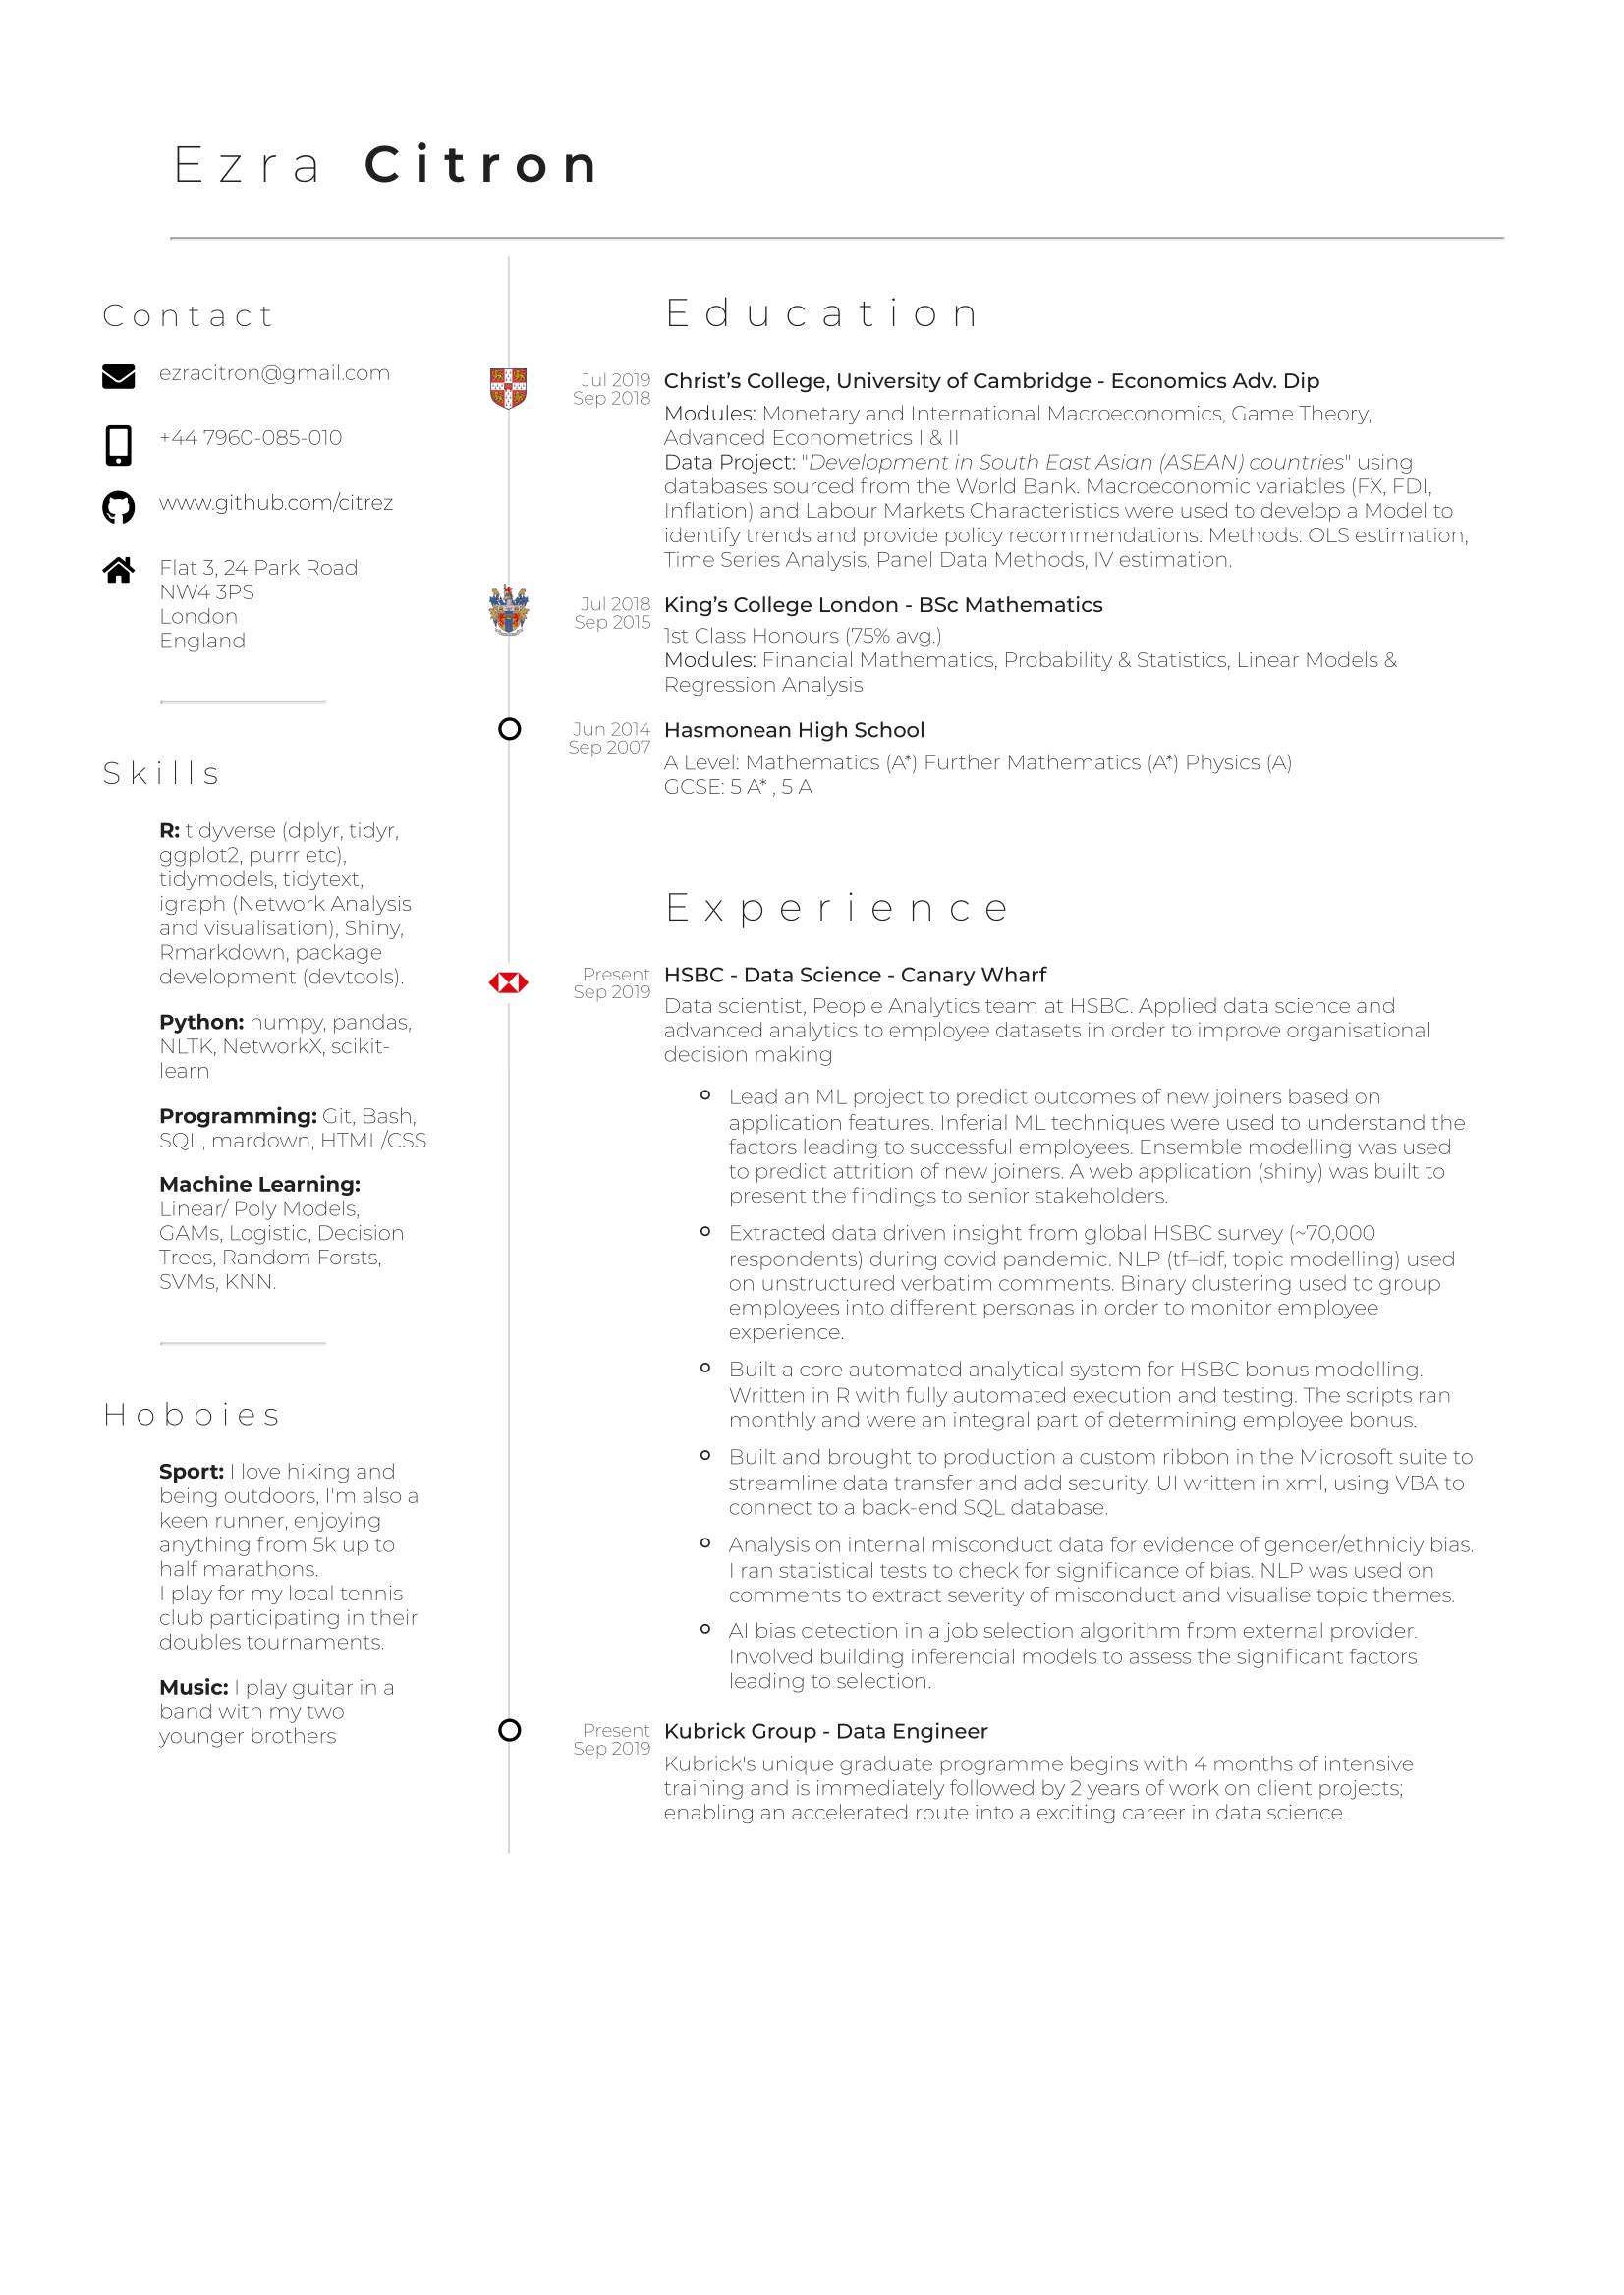 Ezra Citron
Contact
ezracitron@gmail.com
+44 7960-085-010
www.github.com/citrez
Flat 3, 24 Park Road
NW4 3PS
London
England
Skills
R: tidyverse (dplyr, tidyr,
ggplot2, purrr etc),
tidymodels, tidytext,
igraph (Network Analysis
and visualisation), Shiny,
Rmarkdown, package
development (devtools).
Python: numpy, pandas,
NLTK, NetworkX, scikit-
learn
Programming: Git, Bash,
SQL, mardown, HTML/CSS
Machine Learning:
Linear/ Poly Models,
GAMs, Logistic, Decision
Trees, Random Forsts,
SVMs, KNN.
Hobbies
Sport: I love hiking and
being outdoors, I'm also a
keen runner, enjoying
anything from 5k up to
half marathons.
I play for my local tennis
club participating in their
doubles tournaments.
Music: I play guitar in a
band with my two
younger brothers
Education
Jul 2019
Sep 2018
Christ's College, University of Cambridge - Economics Adv. Dip
Modules: Monetary and International Macroeconomics, Game Theory,
Advanced Econometrics I & II
Data Project: "Development in South East Asian (ASEAN) countries" using
databases sourced from the World Bank. Macroeconomic variables (FX, FDI,
Inflation) and Labour Markets Characteristics were used to develop a Model to
identify trends and provide policy recommendations. Methods: OLS estimation,
Time Series Analysis, Panel Data Methods, IV estimation.
Jul 2018
Sep 2015
King's College London - BSc Mathematics
1st Class Honours (75% avg.)
Modules: Financial Mathematics, Probability & Statistics, Linear Models &
Regression Analysis
Jun 2014
Sep 2007
Hasmonean High School
A Level: Mathematics (A*) Further Mathematics (A*) Physics (A)
GCSE: 5 A* , 5 A
Experience
Present
Sep 2019
HSBC - Data Science - Canary Wharf
Data scientist, People Analytics team at HSBC. Applied data science and
advanced analytics to employee datasets in order to improve organisational
decision making
Lead an ML project to predict outcomes of new joiners based on
application features. Inferial ML techniques were used to understand the
factors leading to successful employees. Ensemble modelling was used
to predict attrition of new joiners. A web application (shiny) was built to
present the findings to senior stakeholders.
Extracted data driven insight from global HSBC survey (~70,000
respondents) during covid pandemic. NLP (tf–idf, topic modelling) used
on unstructured verbatim comments. Binary clustering used to group
employees into different personas in order to monitor employee
experience.
Built a core automated analytical system for HSBC bonus modelling.
Written in R with fully automated execution and testing. The scripts ran
monthly and were an integral part of determining employee bonus.
Built and brought to production a custom ribbon in the Microsoft suite to
streamline data transfer and add security. UI written in xml, using VBA to
connect to a back-end SQL database.
Analysis on internal misconduct data for evidence of gender/ethniciy bias.
I ran statistical tests to check for significance of bias. NLP was used on
comments to extract severity of misconduct and visualise topic themes.
AI bias detection in a job selection algorithm from external provider.
Involved building inferencial models to assess the significant factors
leading to selection.
Present
Sep 2019
Kubrick Group - Data Engineer
Kubrick's unique graduate programme begins with 4 months of intensive
training and is immediately followed by 2 years of work on client projects;
enabling an accelerated route into a exciting career in data science.